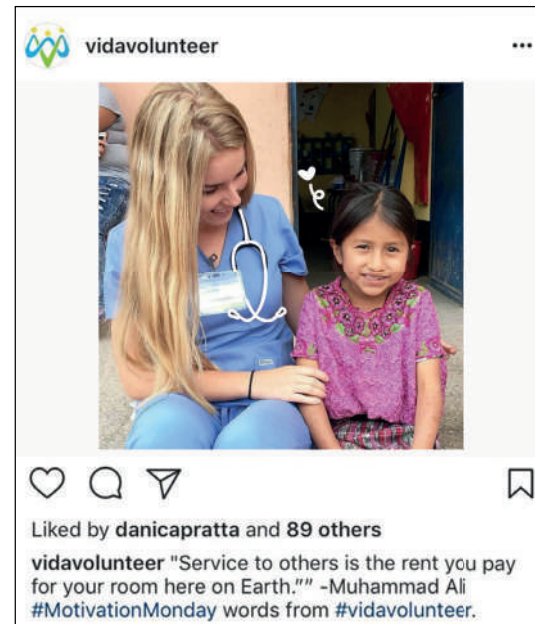 vidavolunteer
Liked by danicapratta and 89 others
vidavolunteer "Service to others is the rent you pay
for your room here on Earth."” -Muhammad Ali
#MotivationMonday words from #vidavolunteer.